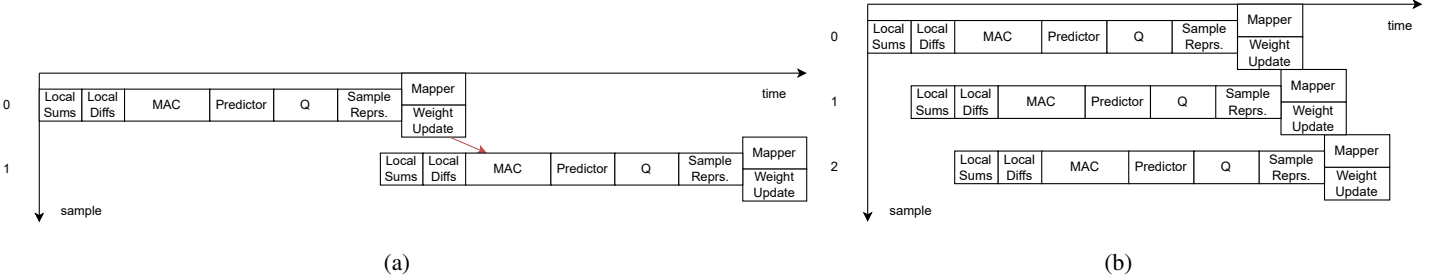 0
Local
Sums
Local
Diffs
MAC
Predictor
Q
Sample
Reprs.
Mapper
Weight
Update
time
1
Local
Sums
Local
Diffs
MAC
Predictor
Q
Sample
Reprs.
Mapper
Weight
Update
sample
(a)
0
Local
Sums
Local
Diffs
MAC
Predictor
Q
Sample
Reprs.
Mapper
Weight
Update
time
1
Local
Sums
Local
Diffs
MAC
Predictor
Q
Sample
Reprs.
Mapper
Weight
Update
2
Local
Sums
Local
Diffs
MAC
Predictor
Q
Sample
Reprs.
Mapper
Weight
Update
sample
(b)